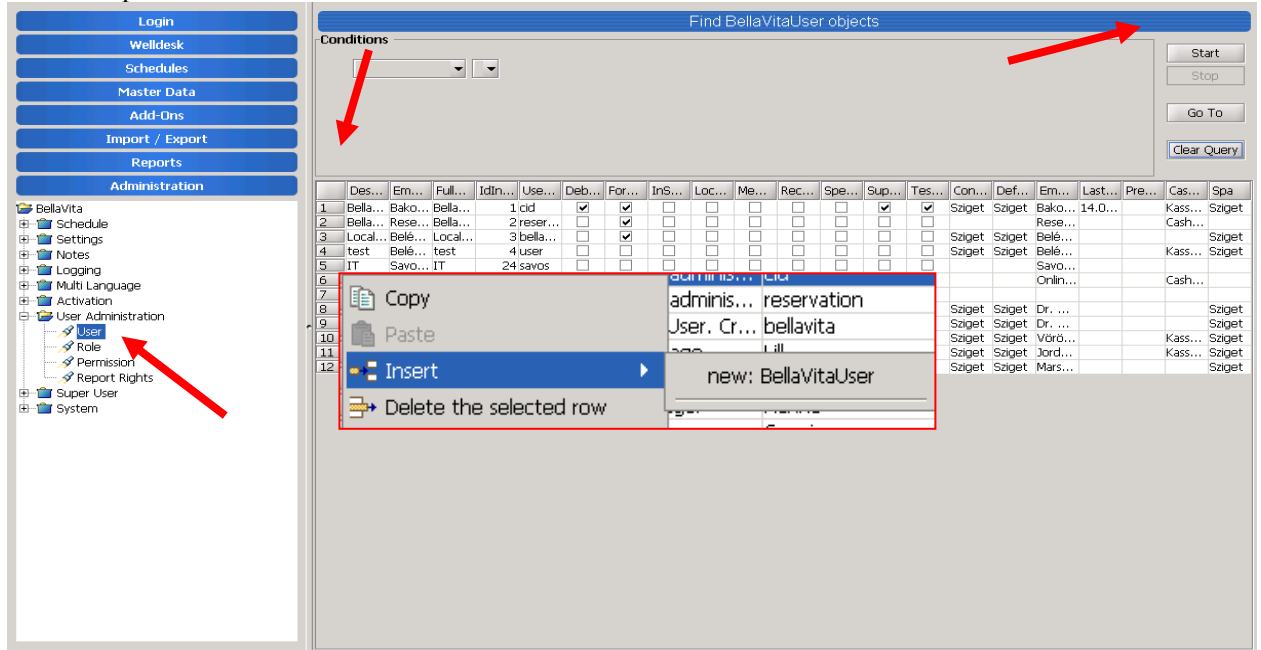 Login
Welldesk
Schedules
Master Data
Add-Ons
Import / Export
Reports
Administration
BellaVita
Schedule
Settings
Notes
Logging
Multi Language
Activation
User Administration
User
Role
Permission
Report Rights
Super User
System
Find BellaVitaUser objects
Conditions
Start
Stop
Go To
Clear Query
Des... Em... Full... IdIn... Use... Deb... For... InS... Loc... Me... Rec... Spe... Sup... Tes... Con... Def... Em... Last... Pre... Cas... Spa
1 Bella... Bako... Bella... 1 cid Sziget Sziget Bako... 14.0... Kass... Sziget
2 Bella... Rese... Bella... 2 reser... Rese... Cash...
3 Local... Belé... Local... 3 bella... Sziget Sziget Belé... Sziget
4 test Belé... test 4 user Sziget Sziget Belé... Kass... Sziget
5 IT Savo... IT 24 savos Savo...
6 Onlin... Cash...
7
8 Sziget Sziget Dr. ... Sziget
9 Sziget Sziget Dr. ... Sziget
10 Sziget Sziget Vörö... Kass... Sziget
11 Sziget Sziget Jord... Kass... Sziget
12 Sziget Sziget Mars... Sziget
Copy
Paste
Insert
Delete the selected row
adminis... reservation
User. Cr... bellavita
new: BellaVitaUser